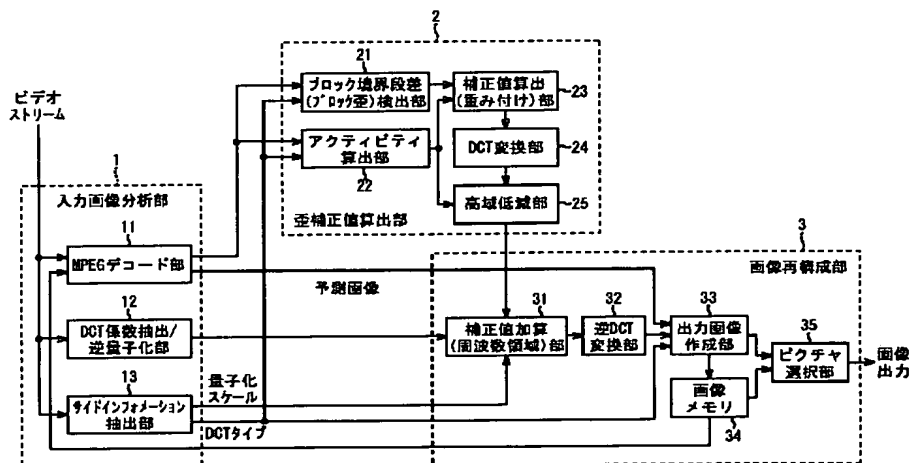 2
21
ブロック境界段差
(ブロック歪)検出部
補正値算出
(重み付け)部
23
DCT変換部
24
アクティビティ
算出部
22
高域低減部
25
歪補正値算出部
ビデオ
ストリーム
1
入力画像分析部
11
MPEGデコード部
12
DCT係数抽出/
逆量子化部
13
サイドインフォメーション
抽出部
予測画像
量子化
スケール
DCTタイプ
3
画像再構成部
31
補正値加算
(周波数領域)部
32
逆DCT
変換部
33
出力画像
作成部
画像
メモリ
34
35
ピクチャ
選択部
画像
出力